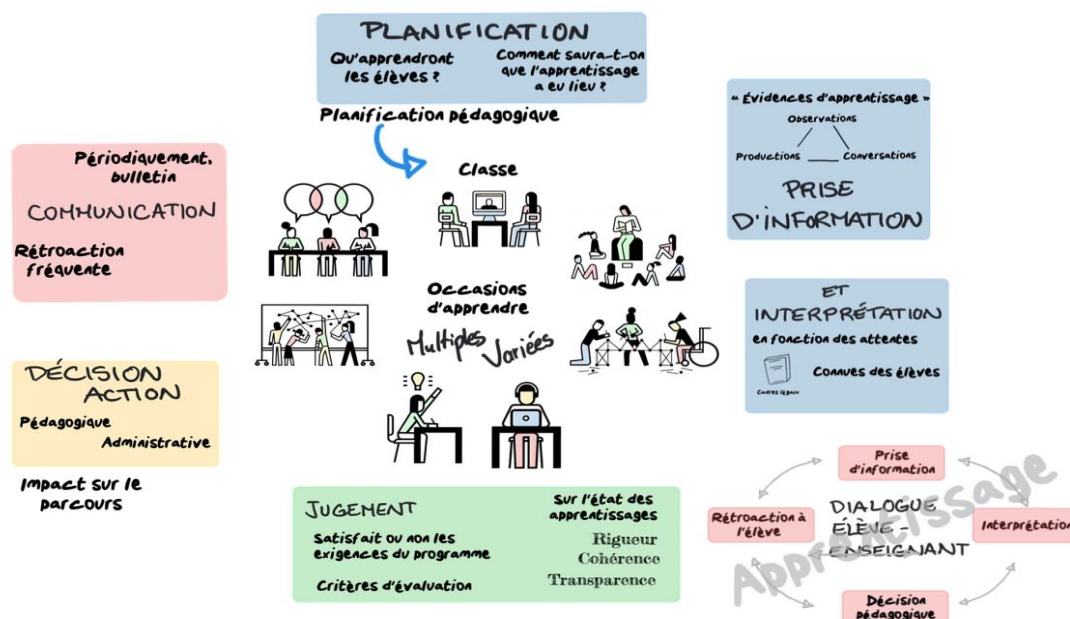 PLANIFICATION
Qu'apprendront
les élèves ?
Comment saura-t-on
que l'apprentissage
a eu lieu ?
Planification pédagogique
« Évidences d'apprentissage »
Observations
Productions
Conversations
PRISE
D'INFORMATION
Périodiquement,
bulletin
COMMUNICATION
Rétroaction
fréquente
Classe
Occasions
d'apprendre
Multiples
Variées
ET
INTERPRÉTATION
en fonction des attentes
Connues des élèves
Cadres légaux
DÉCISION
ACTION
Pédagogique
Administrative
Impact sur le
parcours
JUGEMENT
Satisfait ou non les
exigences du programme
Critères d'évaluation
Sur l'état des
apprentissages
Rigueur
Cohérence
Transparence
Prise
d'information
Rétroaction à
l'élève
DIALOGUE
ÉLÈVE -
ENSEIGNANT
Interprétation
Apprentissage
Décision
pédagogique